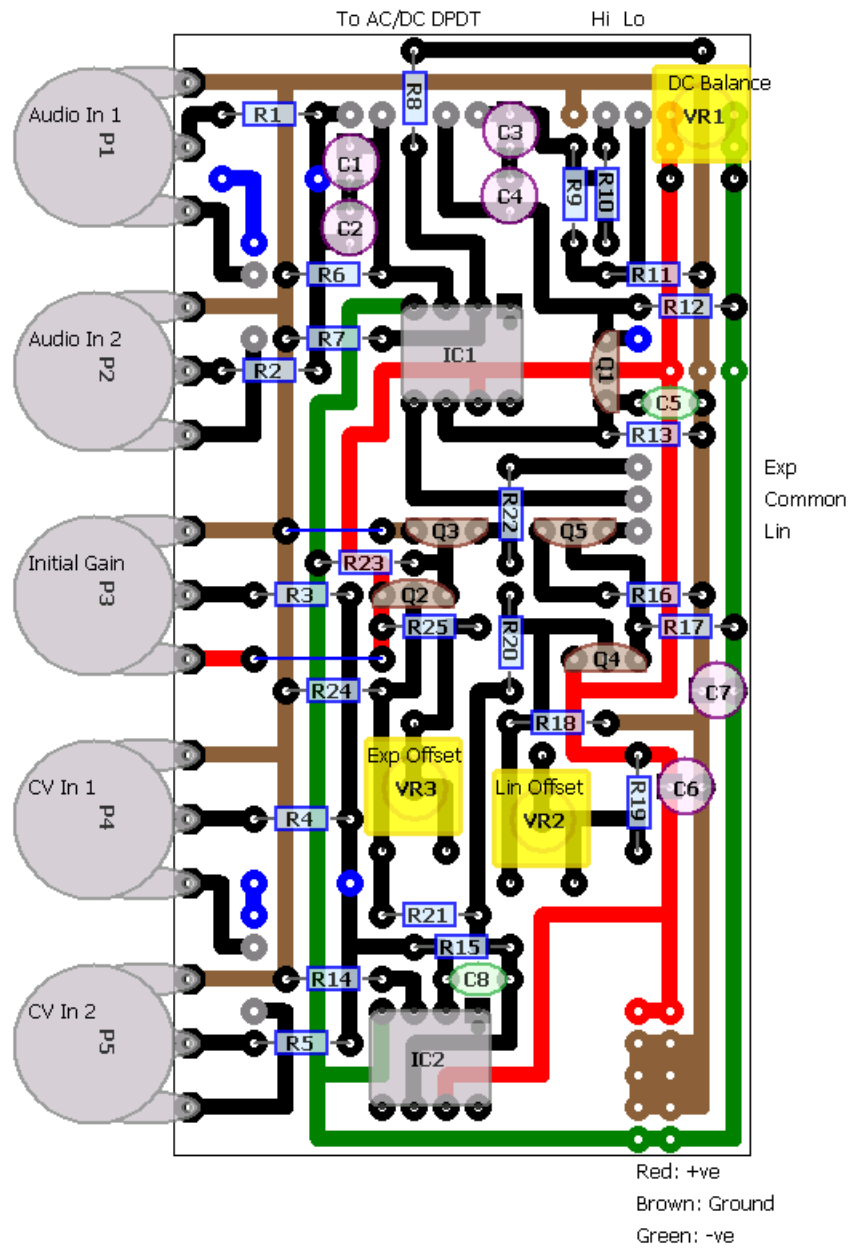 To AC/DC DPDT
Hi Lo
Audio In 1
P1
R1
R8
C1
C2
C3
C4
R9
R10
DC Balance
VR1
R6
R11
R12
Audio In 2
P2
R7
R2
IC1
Q1
C5
R13
Exp
Common
Lin
R22
Initial Gain
P3
Q3
Q5
R23
R3
Q2
R16
R25
R20
R17
Q4
R24
C7
R18
CV In 1
P4
Exp Offset
VR3
Lin Offset
VR2
R19
C6
R4
R21
R15
R14
C8
CV In 2
P5
R5
IC2
Red: +ve
Brown: Ground
Green: -ve